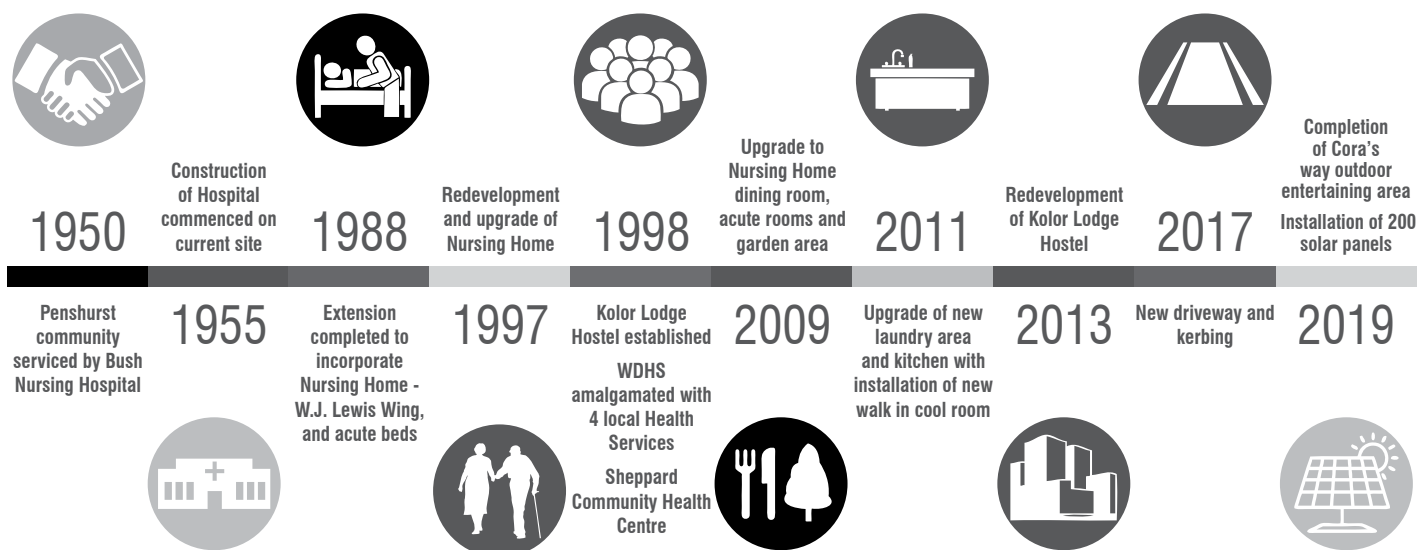 1950
Penshurst
community
serviced by Bush
Nursing Hospital
Construction
of Hospital
commenced on
current site
1955
1988
Extension
completed to
incorporate
Nursing Home -
W.J. Lewis Wing,
and acute beds
Redevelopment
and upgrade of
Nursing Home
1997
1998
Kolor Lodge
Hostel established
WDHS
amalgamated with
4 local Health
Services
Sheppard
Community Health
Centre
Upgrade to
Nursing Home
dining room,
acute rooms and
garden area
2009
2011
Upgrade of new
laundry area
and kitchen with
installation of new
walk in cool room
Redevelopment
of Kolor Lodge
Hostel
2013
2017
New driveway and
kerbing
Completion
of Cora's
way outdoor
entertaining area
Installation of 200
solar panels
2019